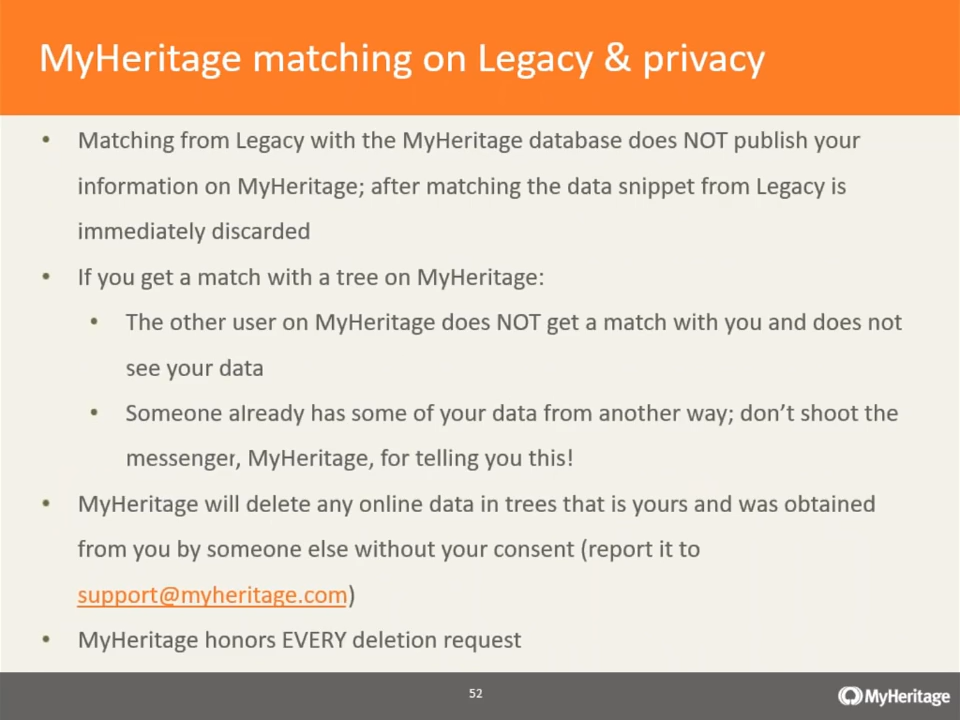 MyHeritage matching on Legacy & privacy
• Matching from Legacy with the MyHeritage database does NOT publish your
information on MyHeritage; after matching the data snippet from Legacy is
immediately discarded
• If you get a match with a tree on MyHeritage:
• The other user on MyHeritage does NOT get a match with you and does not
see your data
• Someone already has some of your data from another way; don’t shoot the
messenger, MyHeritage, for telling you this!
• MyHeritage will delete any online data in trees that is yours and was obtained
from you by someone else without your consent (report it to
support@myheritage.com)
• MyHeritage honors EVERY deletion request
52
MyHeritage